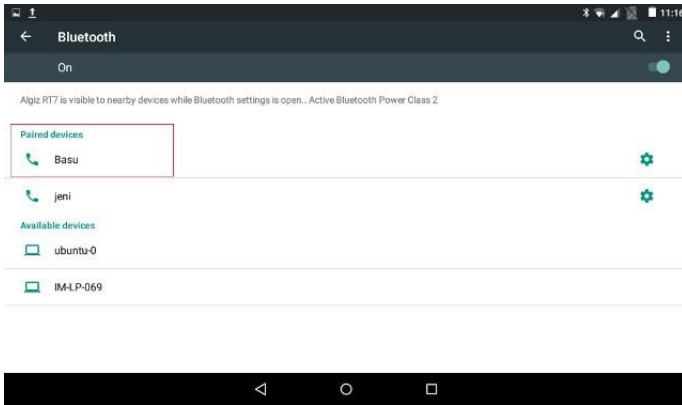 11:16
Bluetooth
On
Algiz RT7 is visible to nearby devices while Bluetooth settings is open.. Active Bluetooth Power Class 2
Paired devices
Basu
jeni
Available devices
ubuntu-0
IM-LP-069